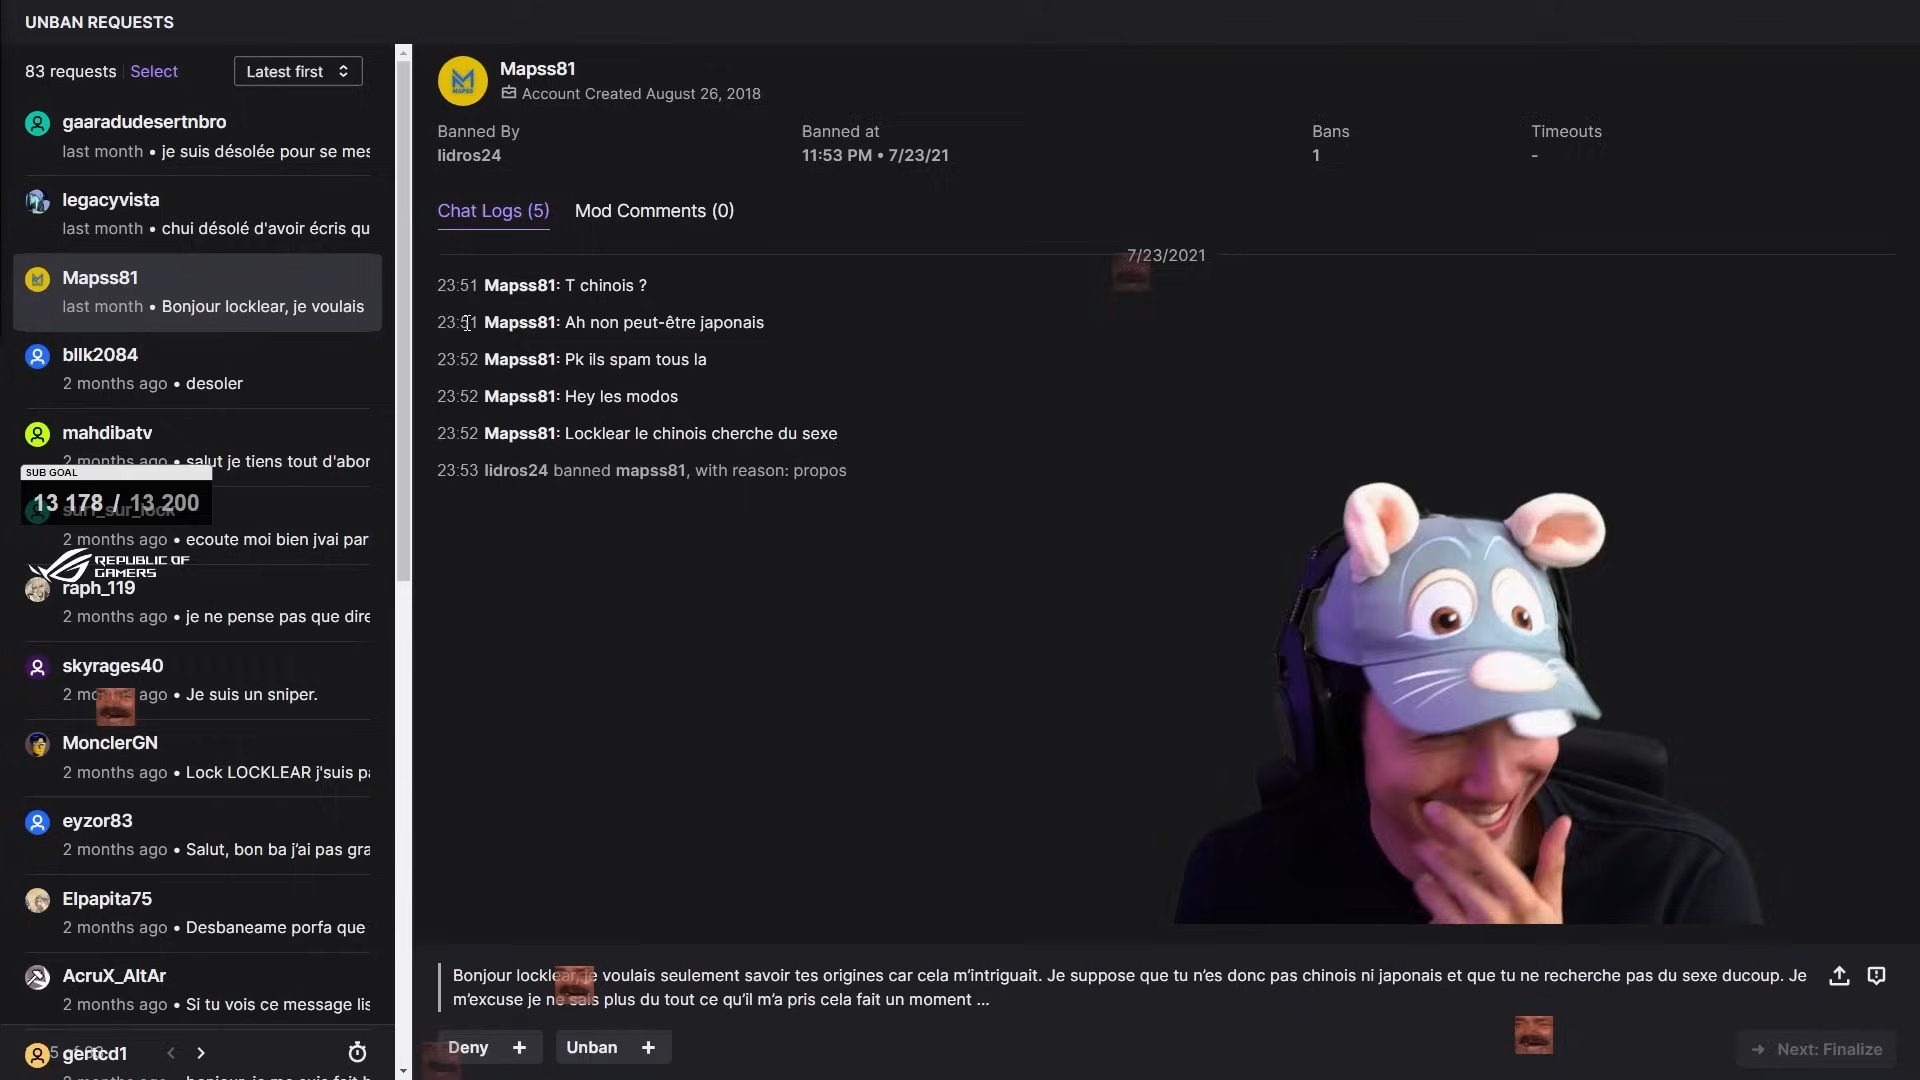 UNBAN REQUESTS
83 requests Select Latest first
gaaradudesertnbro
last month • je suis désolée pour se mes
legacyvista
last month • chui désolé d'avoir écris qu
Mapss81
last month • Bonjour locklear, je voulais
bllk2084
2 months ago • desoler
mahdibatv
2 months ago • salut je tiens tout d'abor
SUB GOAL
13 178 / 13 200
surf_sur_lock
2 months ago • ecoute moi bien jvai par
REPUBLIC OF
GAMERS
raph_119
2 months ago • je ne pense pas que dire
skyrages40
2 mo ago • Je suis un sniper.
MonclerGN
2 months ago • Lock LOCKLEAR j'suis pa
eyzor83
2 months ago • Salut, bon ba j'ai pas gra
Elpapita75
2 months ago • Desbaneame porfa que
AcruX_AltAr
2 months ago • Si tu vois ce message lis
Mapss81
Account Created August 26, 2018
Banned By Banned at Bans Timeouts
lidros24 11:53 PM • 7/23/21 1 -
Chat Logs (5) Mod Comments (0)
7/23/2021
23:51 Mapss81: T chinois ?
23:51 Mapss81: Ah non peut-être japonais
23:52 Mapss81: Pk ils spam tous la
23:52 Mapss81: Hey les modos
23:52 Mapss81: Locklear le chinois cherche du sexe
23:53 lidros24 banned mapss81, with reason: propos
MAPSS
Bonjour locklear, je voulais seulement savoir tes origines car cela m'intriguait. Je suppose que tu n'es donc pas chinois ni japonais et que tu ne recherche pas du sexe ducoup. Je
m'excuse je ne sais plus du tout ce qu'il m'a pris cela fait un moment ...
Deny + Unban +
Next: Finalize